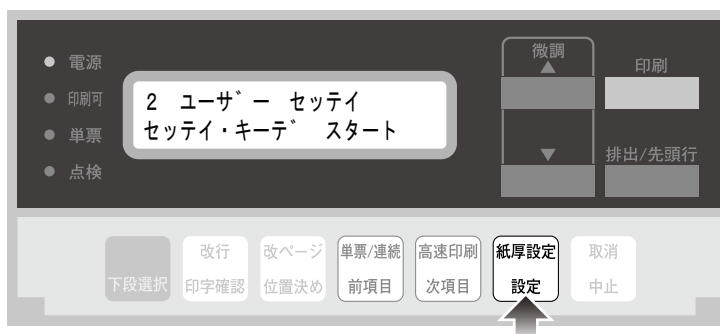 電源
印刷可
単票
点検
2 ユーザー セッテイ
セッテイ・キーデ スタート
微調
▲
▼
印刷
排出/先頭行
下段選択
改行
印字確認
改ページ
位置決め
単票/連続
前項目
高速印刷
次項目
紙厚設定
設定
取消
中止